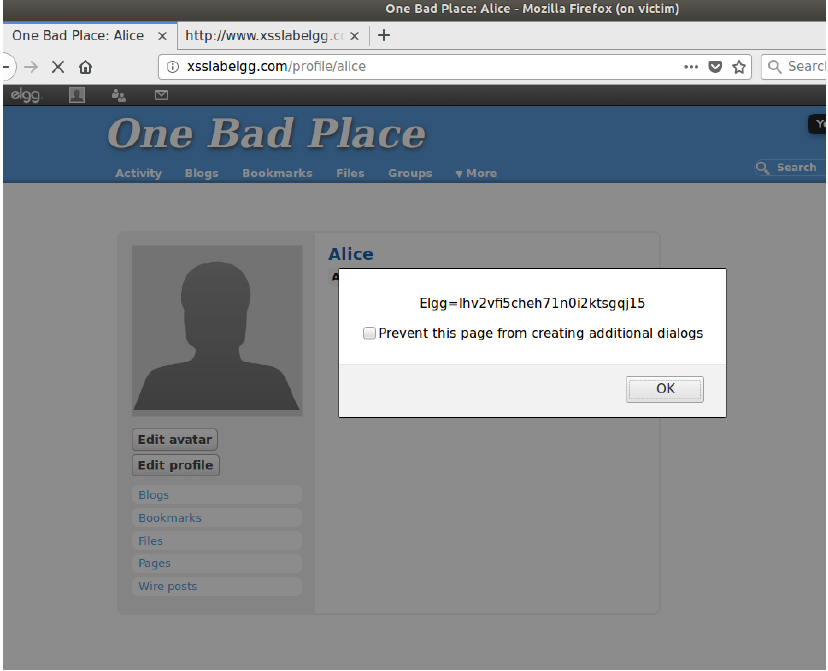 One Bad Place: Alice - Mozilla Firefox (on victim)
One Bad Place: Alice
http://www.xsslabelgg.c
xsslabelgg.com/profile/alice
Searc
elgg.
One Bad Place
Activity Blogs Bookmarks Files Groups ▼ More
Search
Alice
Elgg=lhv2vfi5cheh71n0i2ktsgqj15
Prevent this page from creating additional dialogs
OK
Edit avatar
Edit profile
Blogs
Bookmarks
Files
Pages
Wire posts